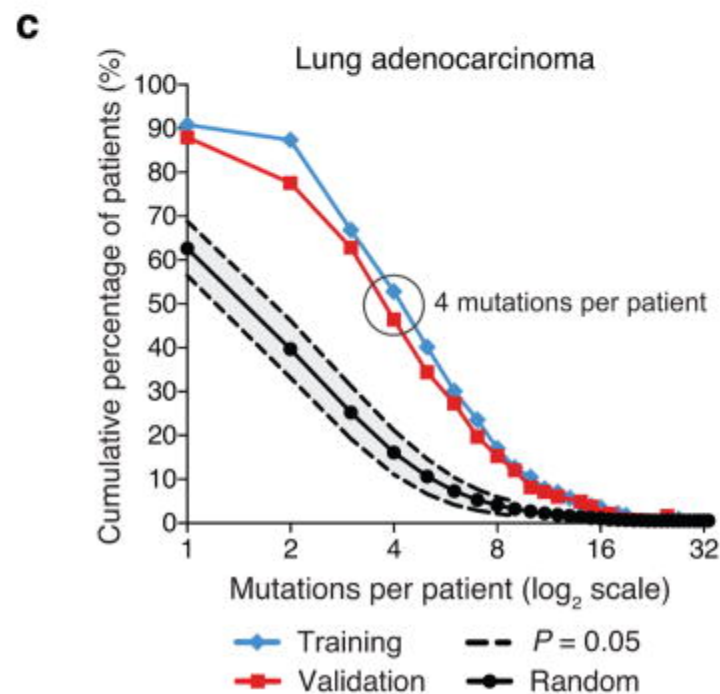 c
Lung adenocarcinoma
Cumulative percentage of patients (%)
100
90
80
70
60
50
40
30
20
10
0
4 mutations per patient
1 2 4 8 16 32
Mutations per patient (log₂ scale)
Training P = 0.05
Validation Random